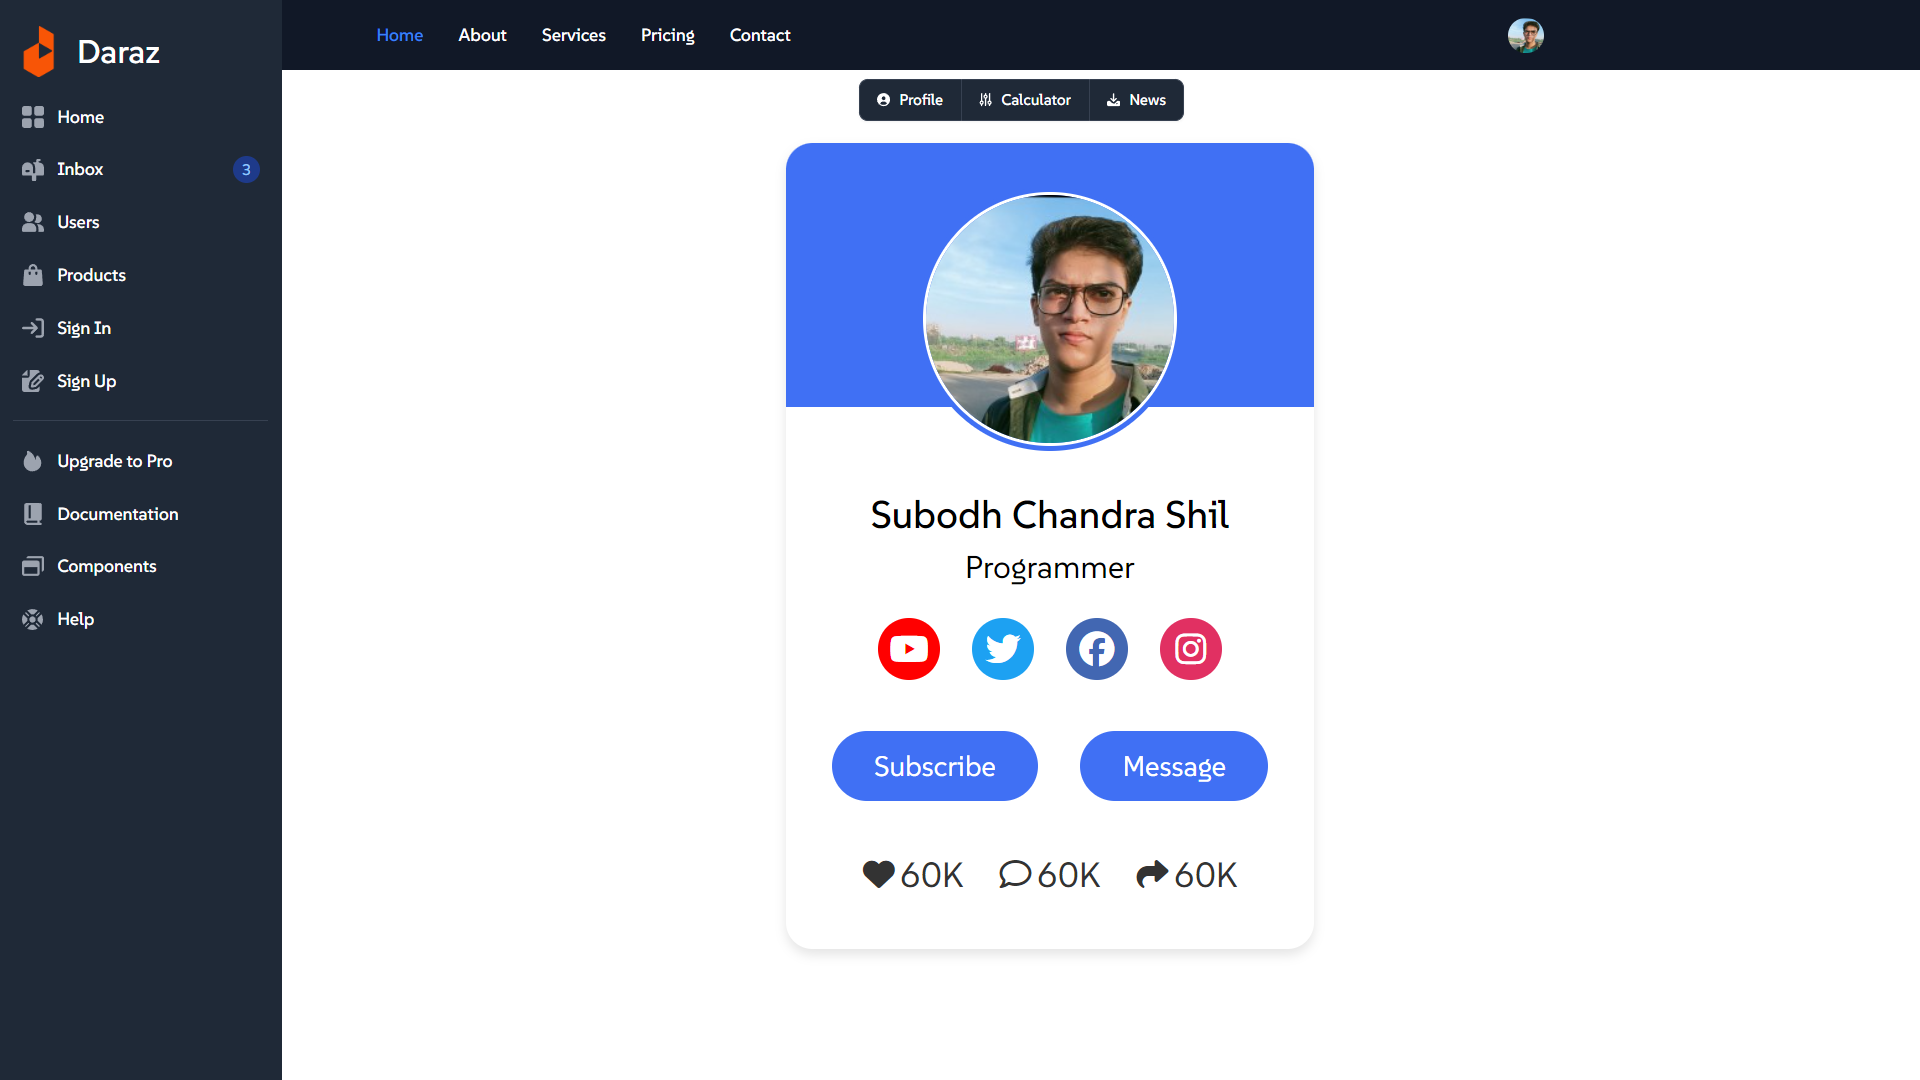 Daraz
Home
Inbox
3
Users
Products
Sign In
Sign Up
Upgrade to Pro
Documentation
Components
Help
Home About Services Pricing Contact
Profile Calculator News
Subodh Chandra Shil
Programmer
Subscribe Message
60K 60K 60K